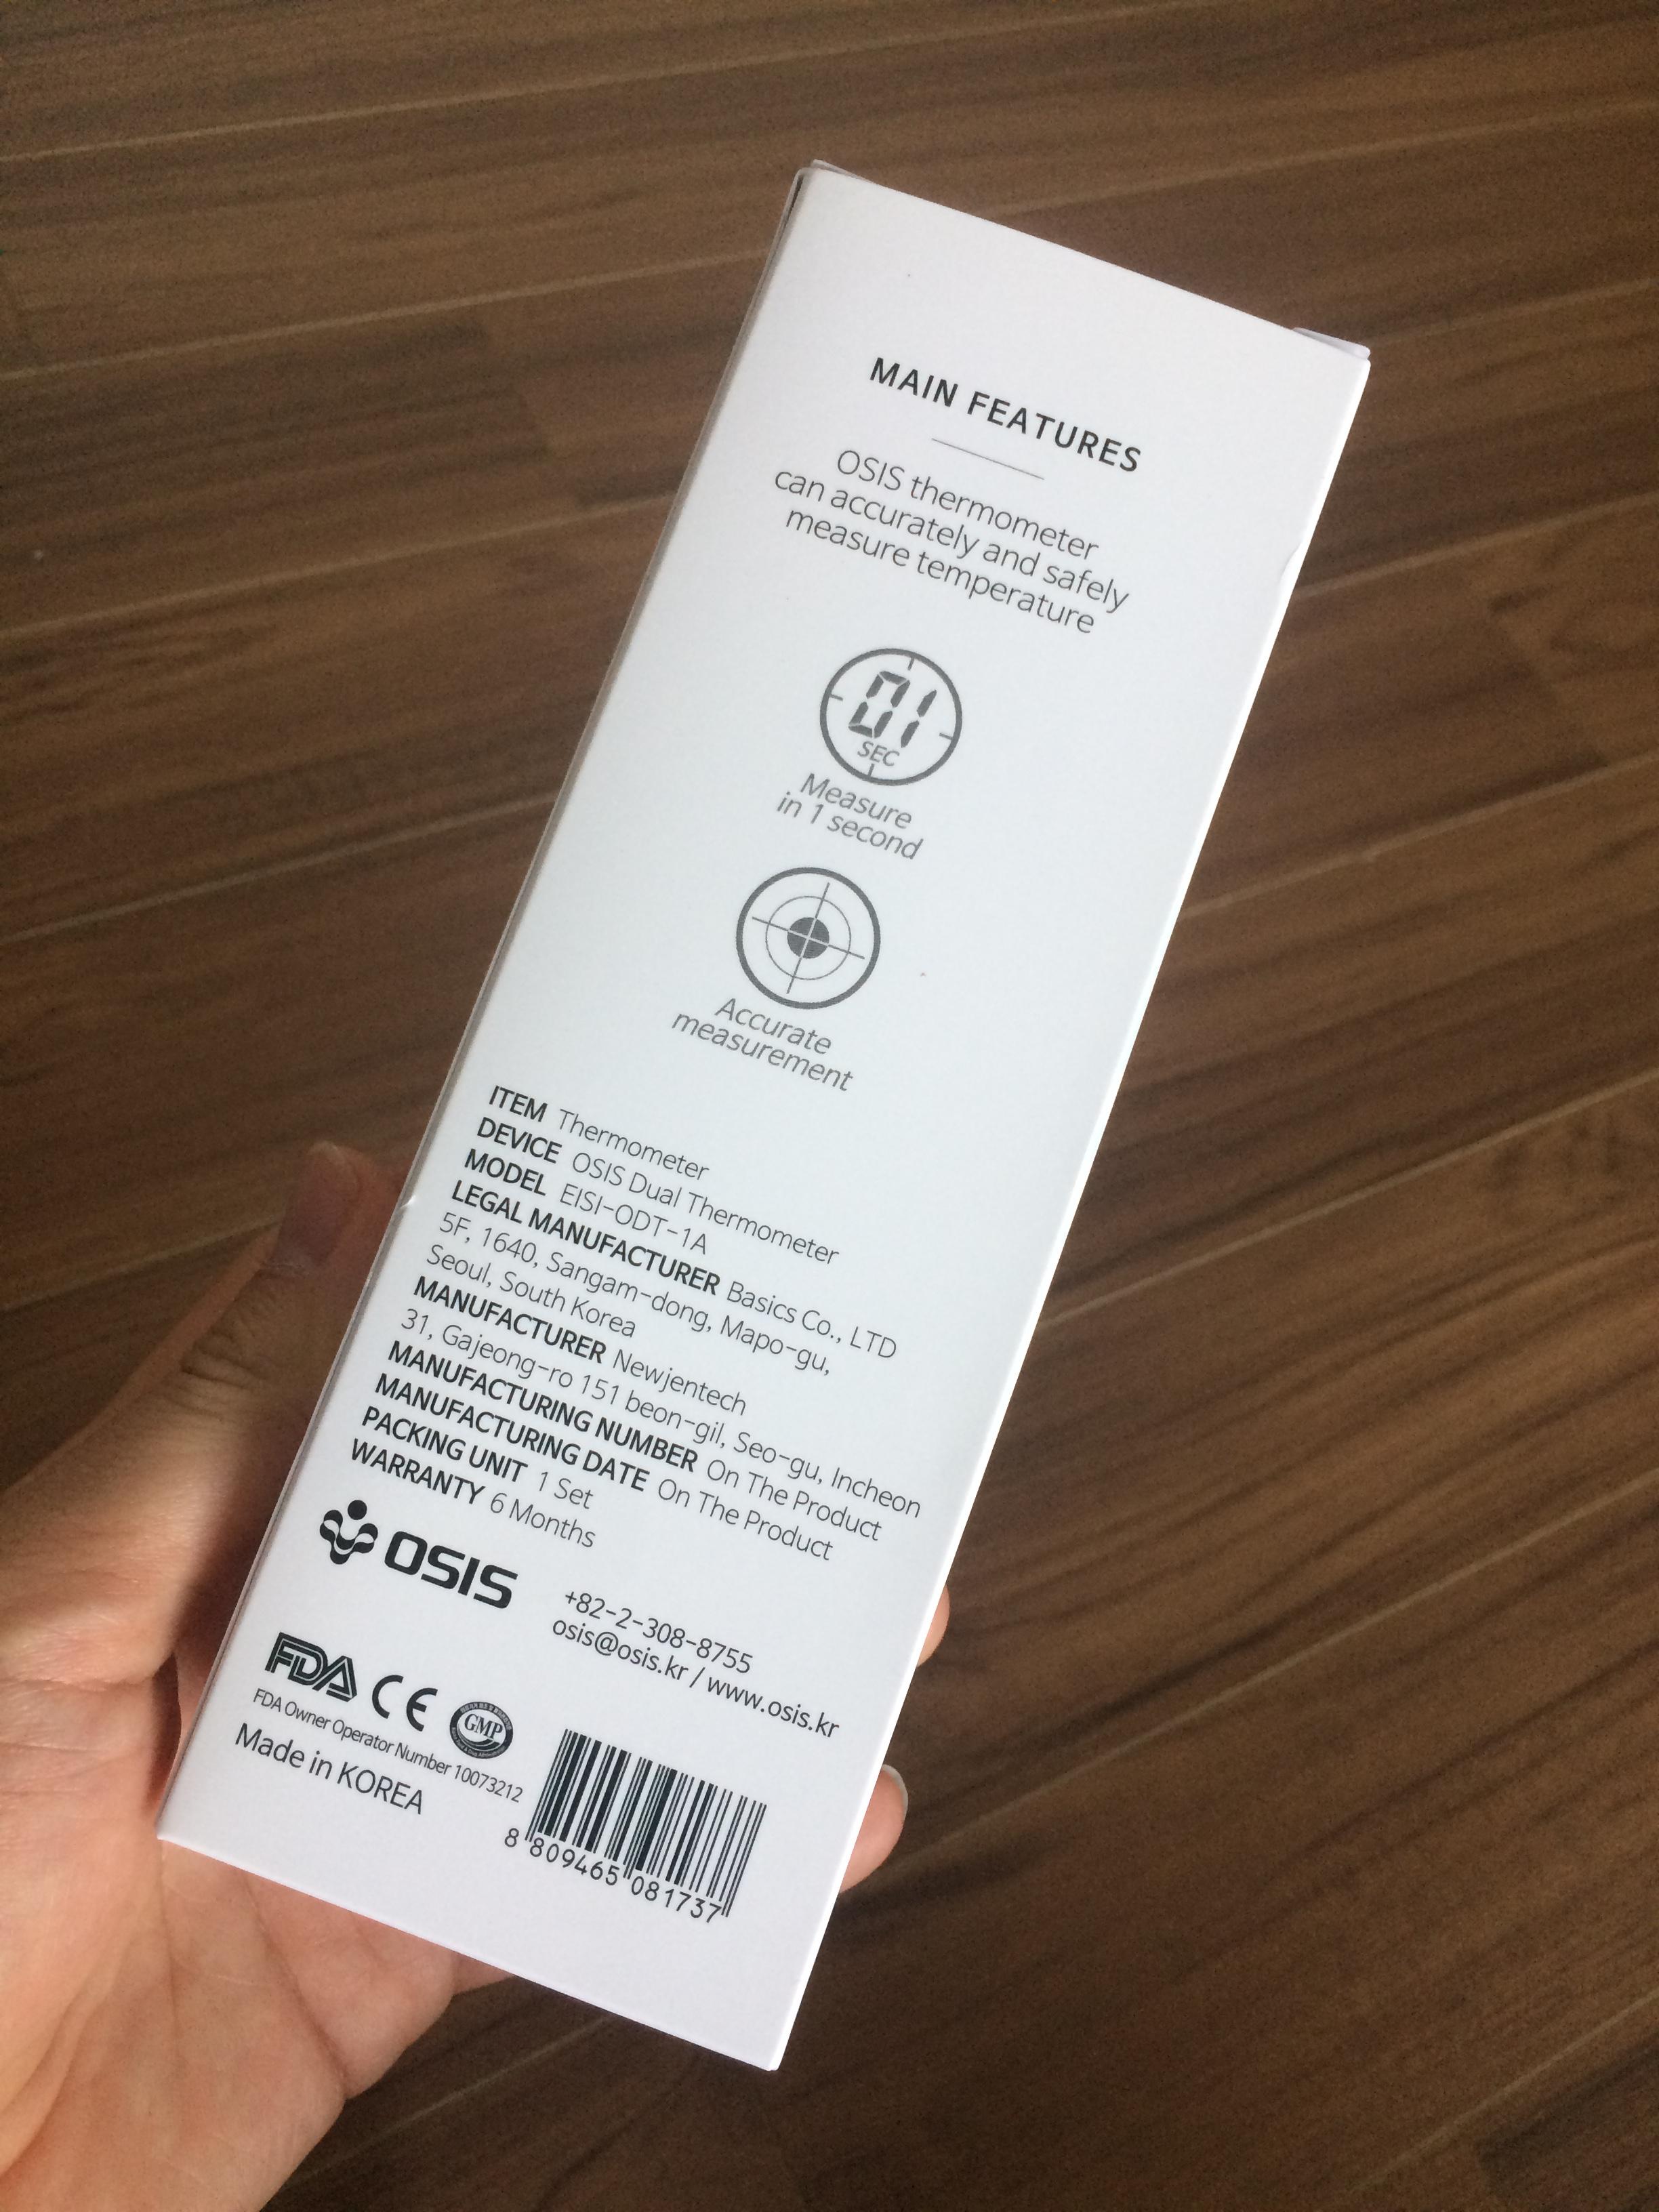 MAIN FEATURES
OSIS thermometer
can accurately and safely
measure temperature
01
SEC
Measure
in 1 second
Accurate
measurement
ITEM Thermometer
DEVICE OSIS Dual Thermometer
MODEL EISI-ODT-1A
LEGAL MANUFACTURER Basics Co., LTD
5F, 1640, Sangam-dong, Mapo-gu,
Seoul, South Korea
MANUFACTURER Newjentech
31, Gajeong-ro 151 beon-gil, Seo-gu, Incheon
MANUFACTURING NUMBER On The Product
MANUFACTURING DATE On The Product
PACKING UNIT 1 Set
WARRANTY 6 Months
OSIS
+82-2-308-8755
osis@osis.kr / www.osis.kr
FDA CE GMP
FDA Owner Operator Number 10073212
Made in KOREA
8 809465 081737